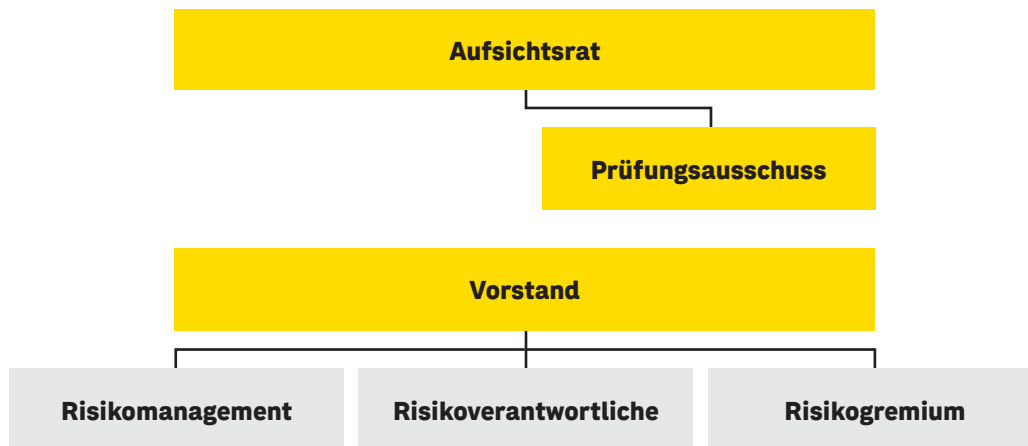 Aufsichtsrat
Prüfungsausschuss
Vorstand
Risikomanagement
Risikoverantwortliche
Risikogremium